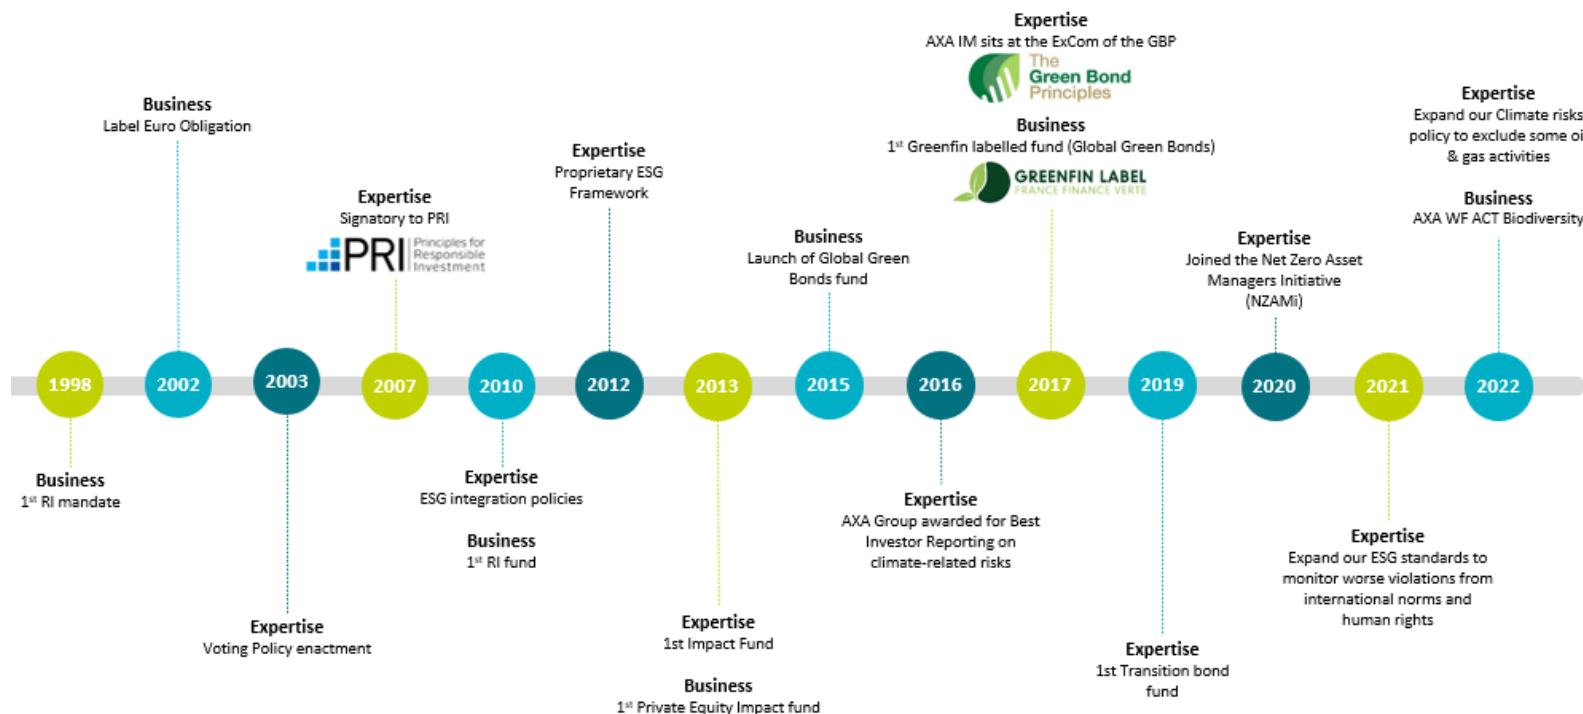 Business
Label Euro Obligation
Expertise
Signatory to PRI
PRI
Principles for
Responsible
Investment
Expertise
Proprietary ESG
Framework
Business
Launch of Global Green
Bonds fund
Expertise
AXA IM sits at the ExCom of the GBP
The
Green Bond
Principles
Business
1st Greenfin labelled fund (Global Green Bonds)
GREENFIN LABEL
FRANCE FINANCE VERTE
Expertise
Joined the Net Zero Asset
Managers Initiative
(NZAMi)
Expertise
Expand our Climate risks
policy to exclude some oi
& gas activities
Business
AXA WF ACT Biodiversity
1998
2002
2003
2007
2010
2012
2013
2015
2016
2017
2019
2020
2021
2022
Business
1st RI mandate
Expertise
Voting Policy enactment
Expertise
ESG integration policies
Business
1st RI fund
Expertise
1st Impact Fund
Business
1st Private Equity Impact fund
Expertise
AXA Group awarded for Best
Investor Reporting on
climate-related risks
Expertise
1st Transition bond
fund
Expertise
Expand our ESG standards to
monitor worse violations from
international norms and
human rights